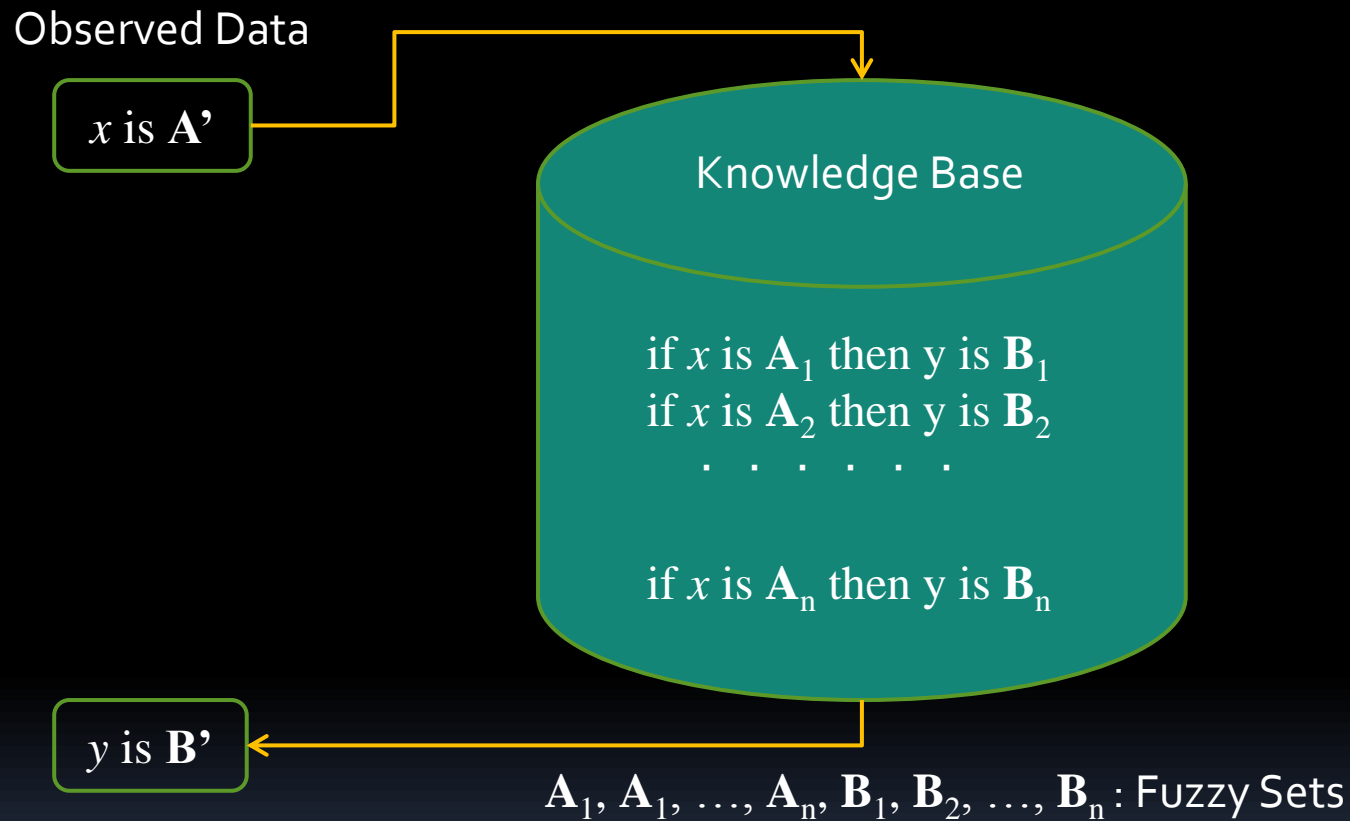 Observed Data
x is A’
Knowledge Base
if x is A₁ then y is B₁
if x is A₂ then y is B₂
. . . . . .
if x is Aₙ then y is Bₙ
y is B’
A₁, A₁, …, Aₙ, B₁, B₂, …, Bₙ : Fuzzy Sets